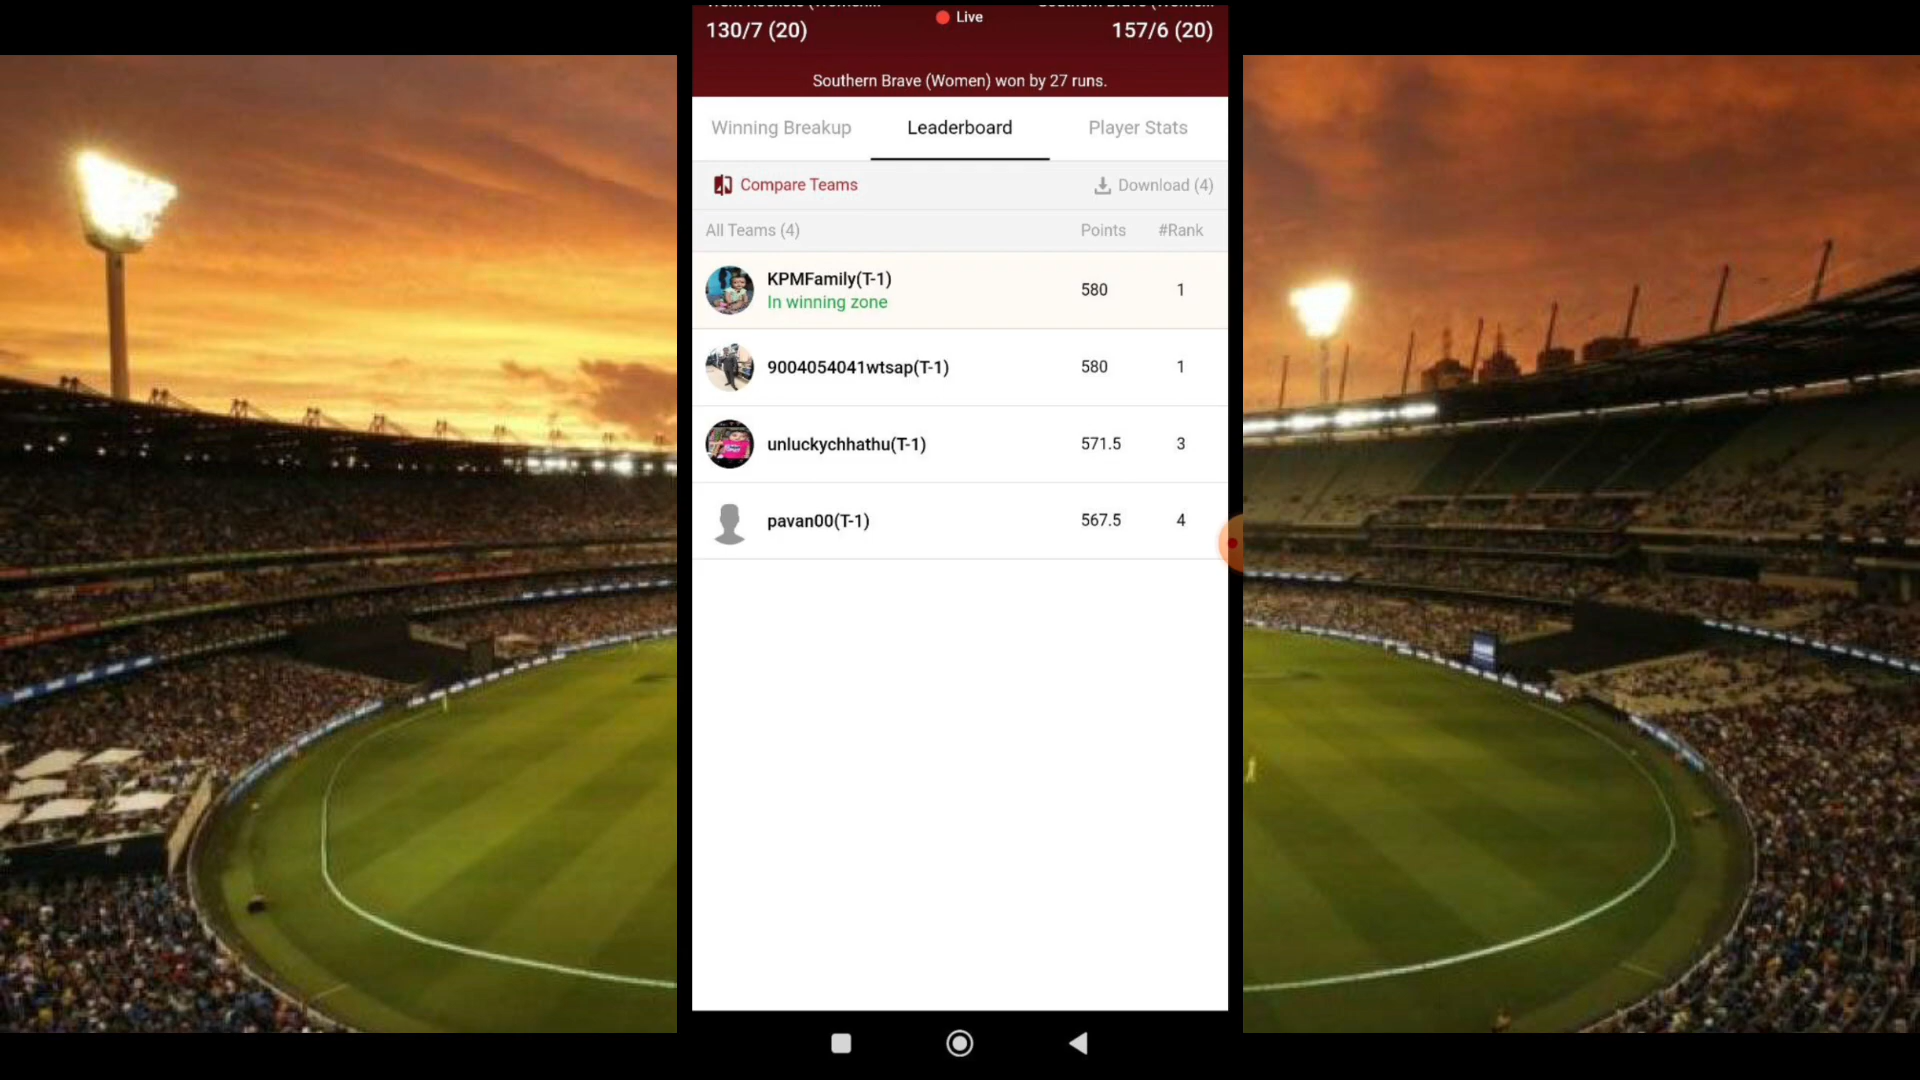 130/7 (20)
Live
157/6 (20)
Southern Brave (Women) won by 27 runs.
Winning Breakup
Leaderboard
Player Stats
Compare Teams
Download (4)
All Teams (4)
Points
#Rank
KPMFamily(T-1)
In winning zone
580
1
9004054041wtsap(T-1)
580
1
unluckychhathu(T-1)
571.5
3
pavan00(T-1)
567.5
4